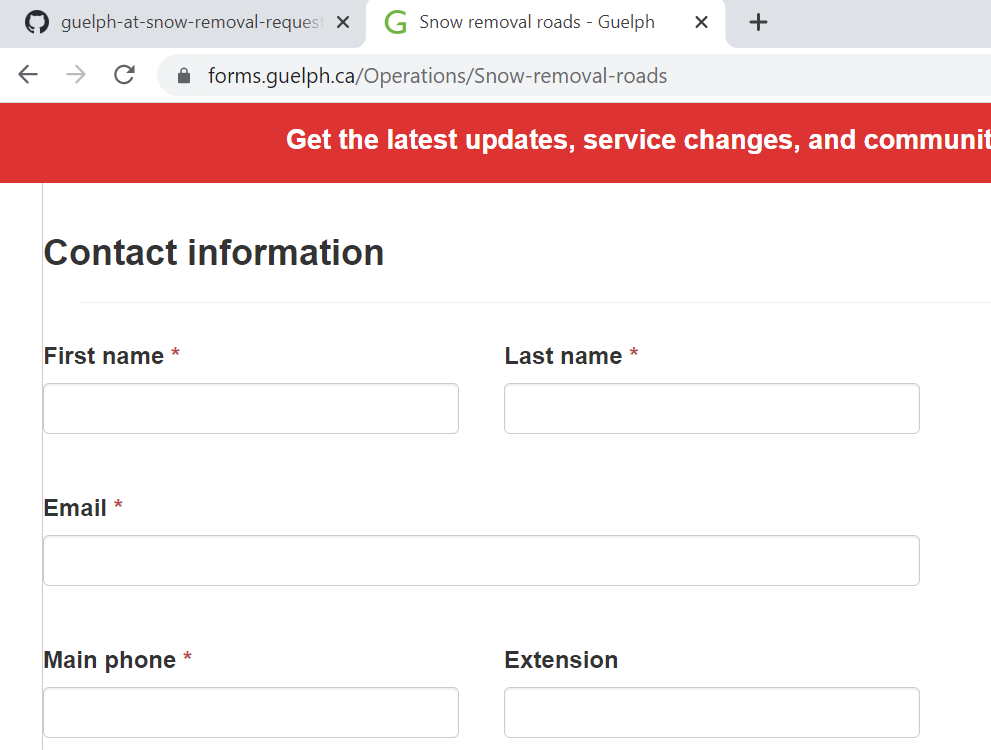 guelph-at-snow-removal-request
Snow removal roads - Guelph
forms.guelph.ca/Operations/Snow-removal-roads
Get the latest updates, service changes, and communit
Contact information
First name * Last name *
Email *
Main phone * Extension